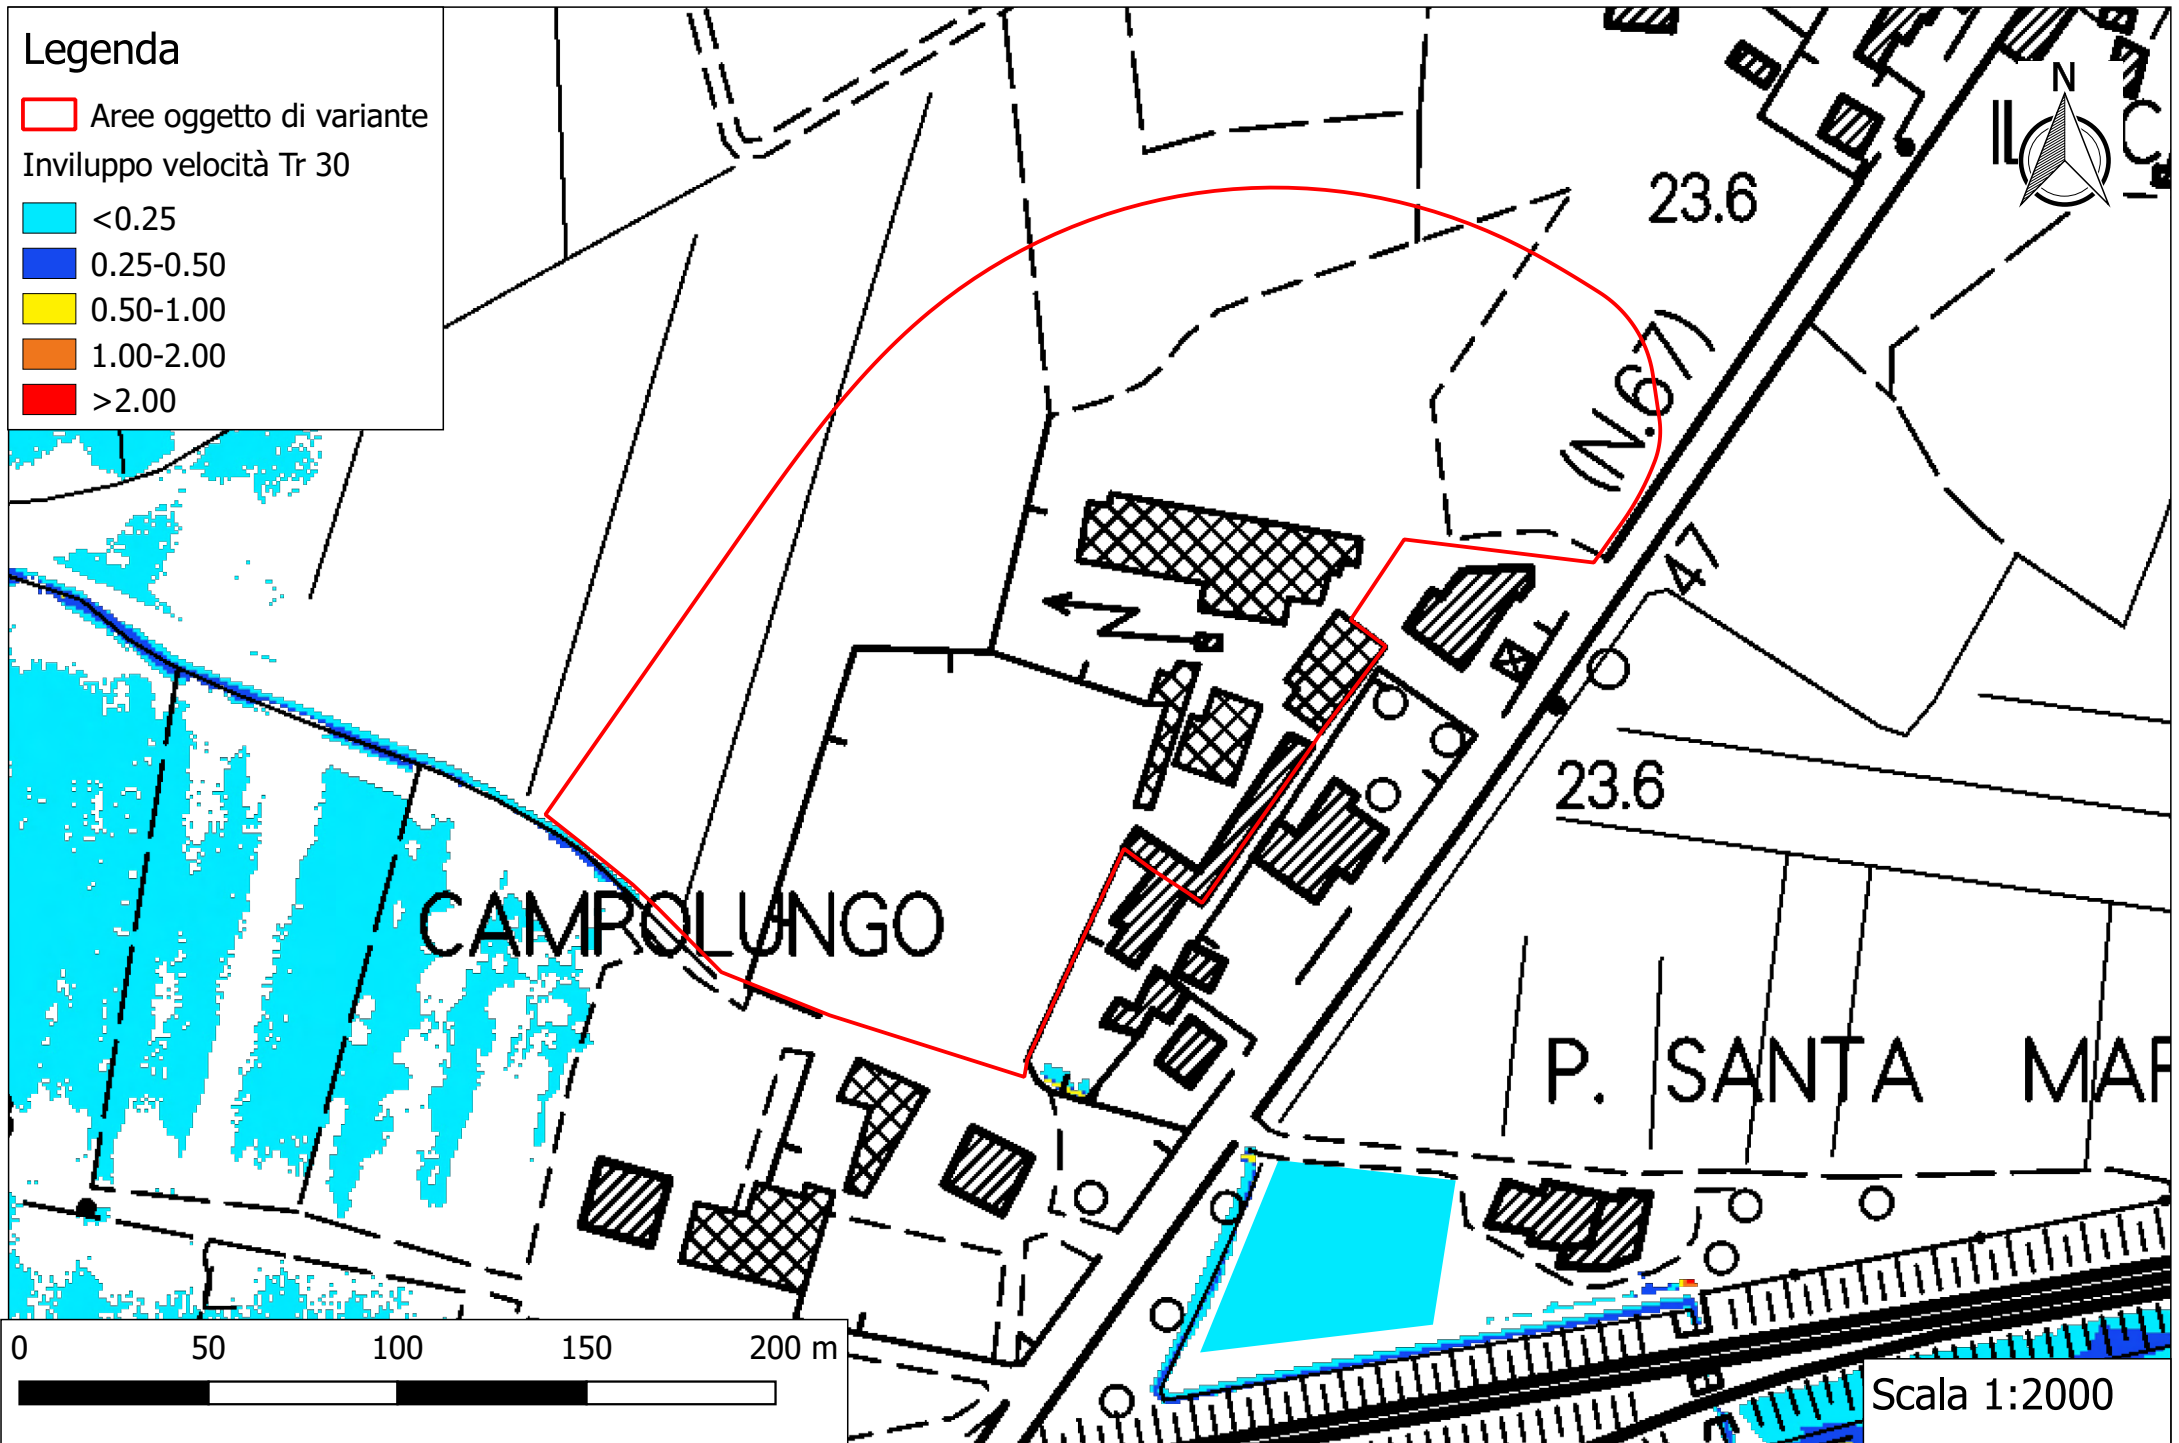 Legenda
Aree oggetto di variante
Inviluppo velocità Tr 30
<0.25
0.25-0.50
0.50-1.00
1.00-2.00
>2.00
N
IL C
23.6
(N.67)
47
23.6
CAMPOLUNGO
P. SANTA MAR
0 50 100 150 200 m
Scala 1:2000